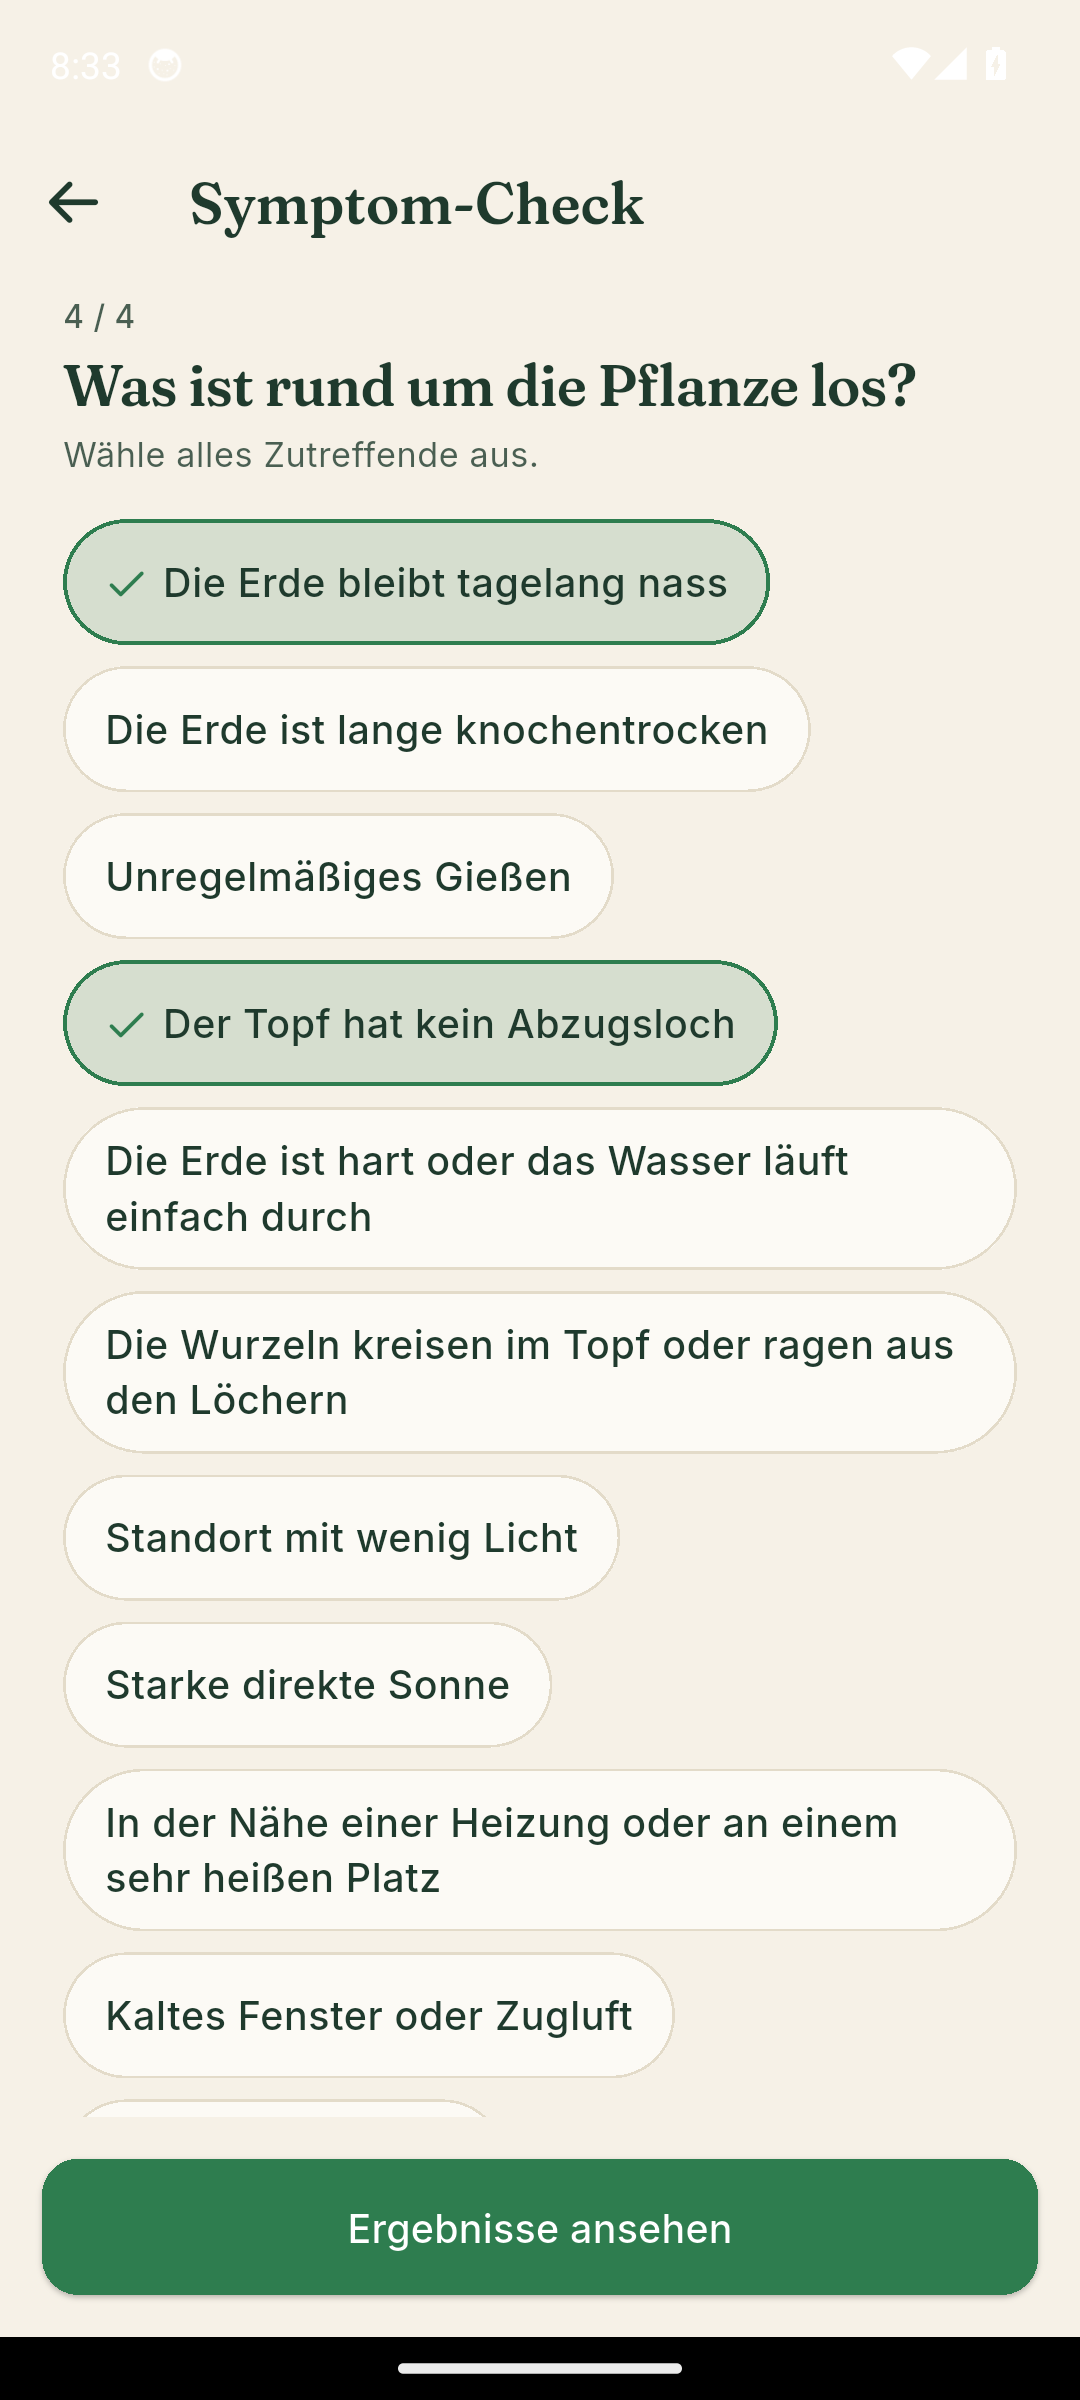 8:33
Symptom-Check
4 / 4
Was ist rund um die Pflanze los?
Wähle alles Zutreffende aus.
Die Erde bleibt tagelang nass
Die Erde ist lange knochentrocken
Unregelmäßiges Gießen
Der Topf hat kein Abzugsloch
Die Erde ist hart oder das Wasser läuft
einfach durch
Die Wurzeln kreisen im Topf oder ragen aus
den Löchern
Standort mit wenig Licht
Starke direkte Sonne
In der Nähe einer Heizung oder an einem
sehr heißen Platz
Kaltes Fenster oder Zugluft
Ergebnisse ansehen